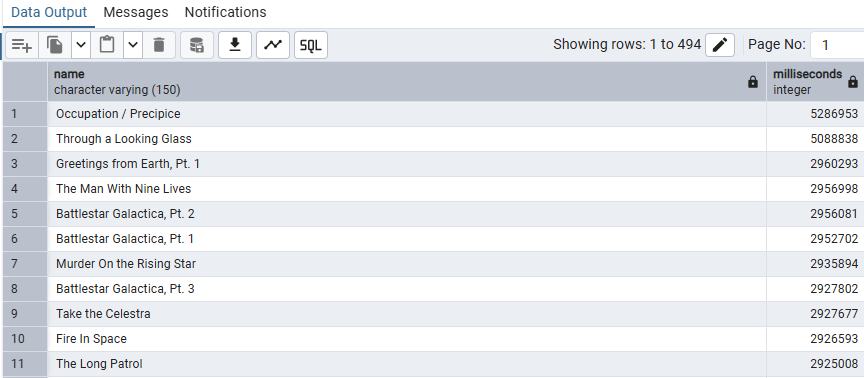 Data Output Messages Notifications
SQL Showing rows: 1 to 494 Page No: 1
name milliseconds
character varying (150) integer
1 Occupation / Precipice 5286953
2 Through a Looking Glass 5088838
3 Greetings from Earth, Pt. 1 2960293
4 The Man With Nine Lives 2956998
5 Battlestar Galactica, Pt. 2 2956081
6 Battlestar Galactica, Pt. 1 2952702
7 Murder On the Rising Star 2935894
8 Battlestar Galactica, Pt. 3 2927802
9 Take the Celestra 2927677
10 Fire In Space 2926593
11 The Long Patrol 2925008